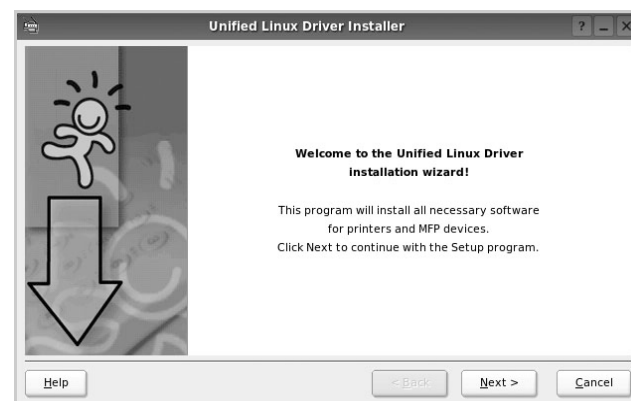 Unified Linux Driver Installer
? _ X
Welcome to the Unified Linux Driver
installation wizard!
This program will install all necessary software
for printers and MFP devices.
Click Next to continue with the Setup program.
Help
< Back
Next >
Cancel